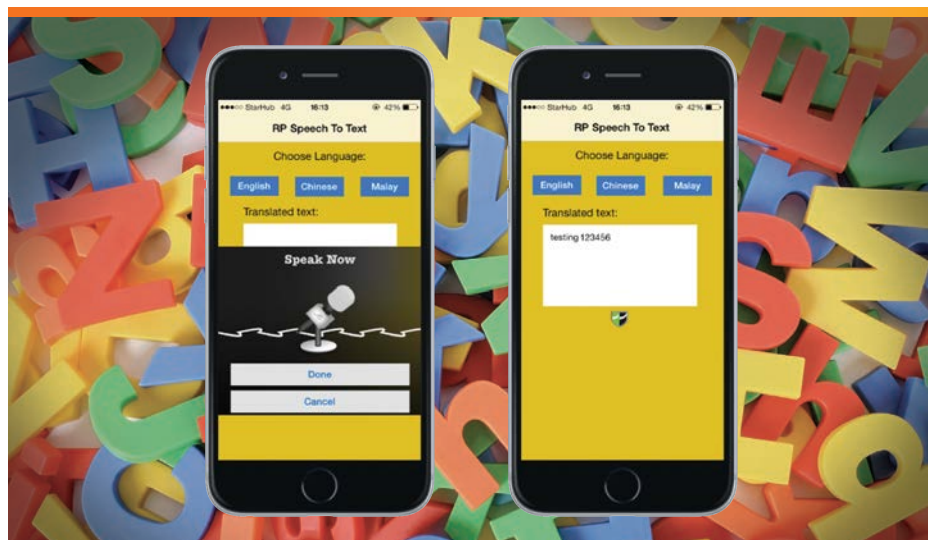 StarHub 4G 16:13 42%
RP Speech To Text
Choose Language:
English Chinese Malay
Translated text:
Speak Now
Done
Cancel
StarHub 4G 16:13 42%
RP Speech To Text
Choose Language:
English Chinese Malay
Translated text:
testing 123456